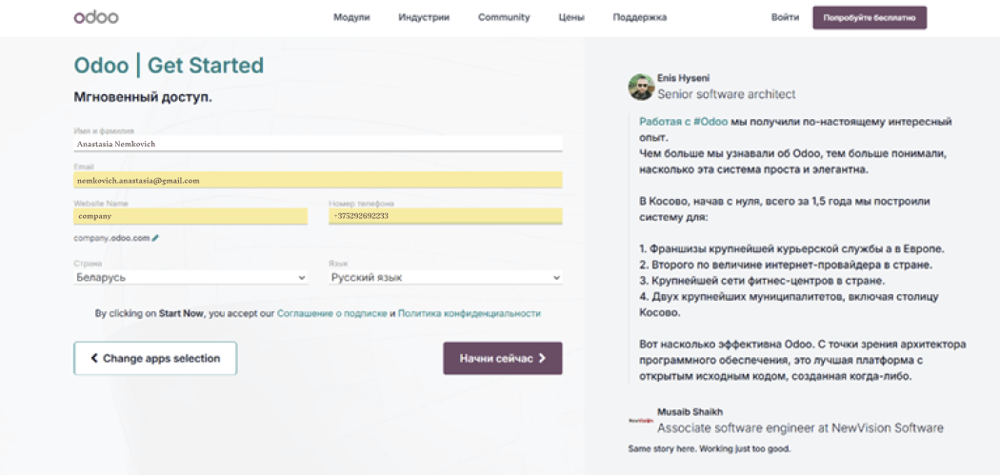 odoo
Модули Индустрии Community Цены Поддержка Войти Попробуйте бесплатно
Odoo | Get Started
Мгновенный доступ.
Имя и фамилия
Anastasia Nemkovich
Email
nemkovich.anastasia@gmail.com
Website Name Номер телефона
company +375292692233
company.odoo.com
Страна Язык
Беларусь Русский язык
By clicking on Start Now, you accept our Соглашение о подписке и Политика конфиденциальности
Change apps selection Начни сейчас
Enis Hyseni
Senior software architect
Работая с #Odoo мы получили по-настоящему интересный
опыт.
Чем больше мы узнавали об Odoo, тем больше понимали,
насколько эта система проста и элегантна.
В Косово, начав с нуля, всего за 1,5 года мы построили
систему для:
1. Франшизы крупнейшей курьерской службы а в Европе.
2. Второго по величине интернет-провайдера в стране.
3. Крупнейшей сети фитнес-центров в стране.
4. Двух крупнейших муниципалитетов, включая столицу
Косово.
Вот насколько эффективна Odoo. С точки зрения архитектора
программного обеспечения, это лучшая платформа с
открытым исходным кодом, созданная когда-либо.
NewVision
Musaib Shaikh
Associate software engineer at NewVision Software
Same story here. Working just too good.